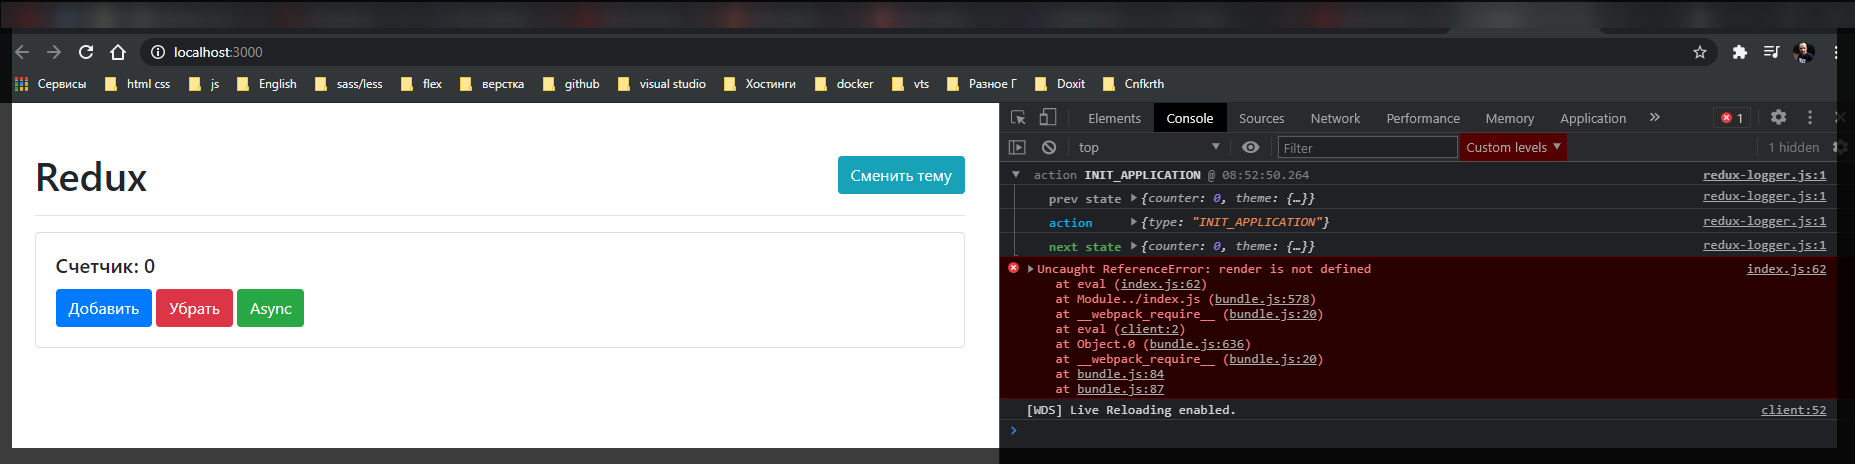 localhost:3000
Сервисы html css js English sass/less flex верстка github visual studio Хостинги docker vts Разное Г Doxit Cnfkrth
Redux
Сменить тему
Счетчик: 0
Добавить Убрать Async
Elements Console Sources Network Performance Memory Application » 1
top Filter Custom levels 1 hidden
action INIT_APPLICATION @ 08:52:50.264 redux-logger.js:1
prev state {counter: 0, theme: {…}} redux-logger.js:1
action {type: "INIT_APPLICATION"} redux-logger.js:1
next state {counter: 0, theme: {…}} redux-logger.js:1
Uncaught ReferenceError: render is not defined index.js:62
at eval (index.js:62)
at Module../index.js (bundle.js:578)
at __webpack_require__ (bundle.js:20)
at eval (client:2)
at Object.0 (bundle.js:636)
at __webpack_require__ (bundle.js:20)
at bundle.js:84
at bundle.js:87
[WDS] Live Reloading enabled. client:52